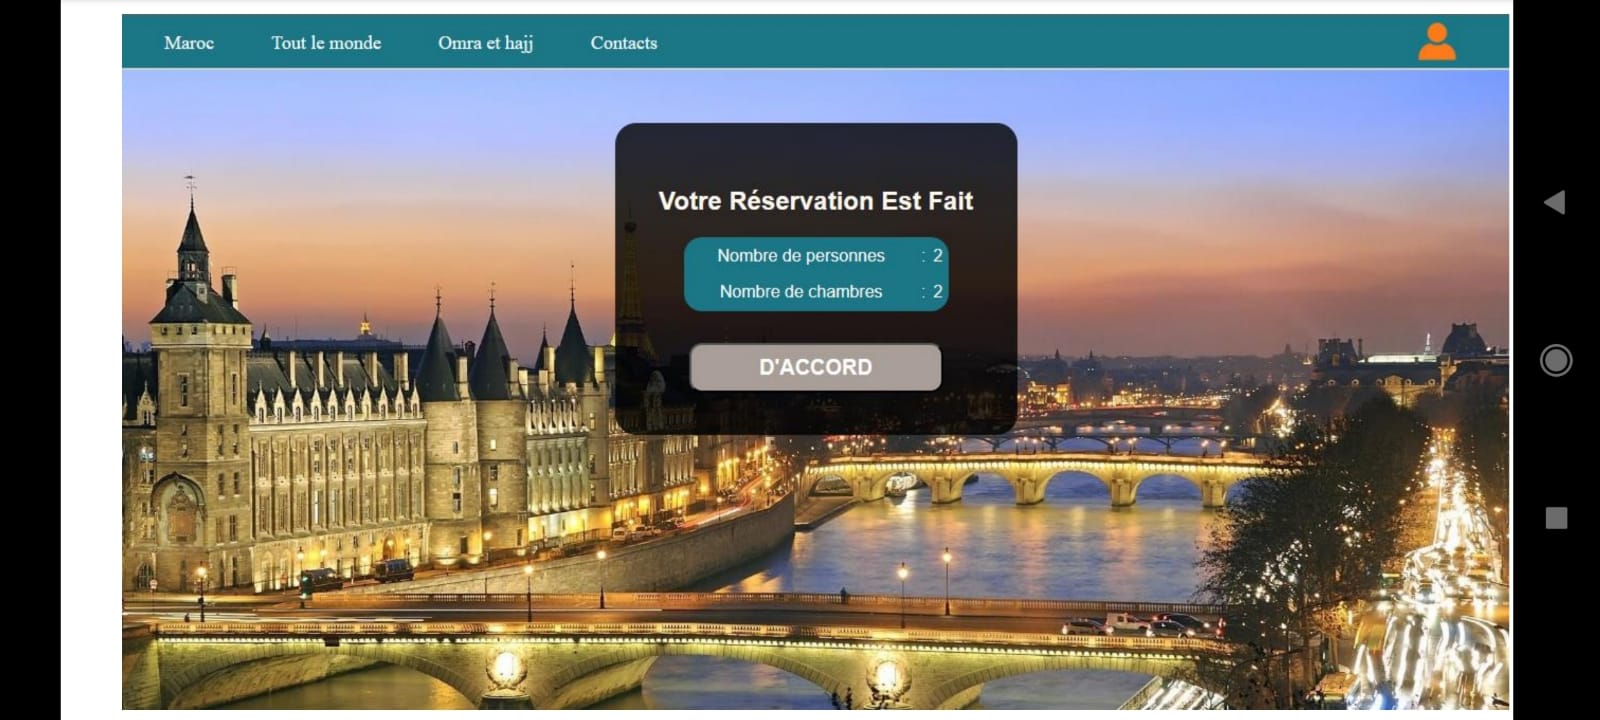 Maroc Tout le monde Omra et hajj Contacts
Votre Réservation Est Fait
Nombre de personnes : 2
Nombre de chambres : 2
D'ACCORD